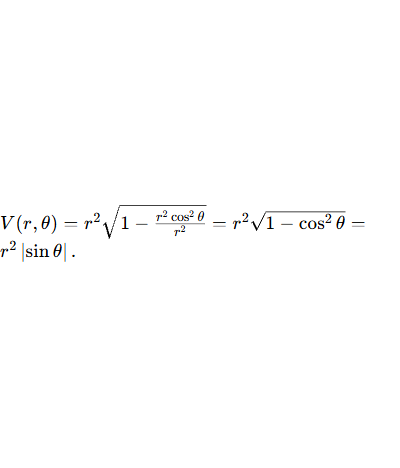 V(r, θ) = r² √(1 − (r² cos² θ)/(r²)) = r² √(1 − cos² θ) =
r² |sin θ| .